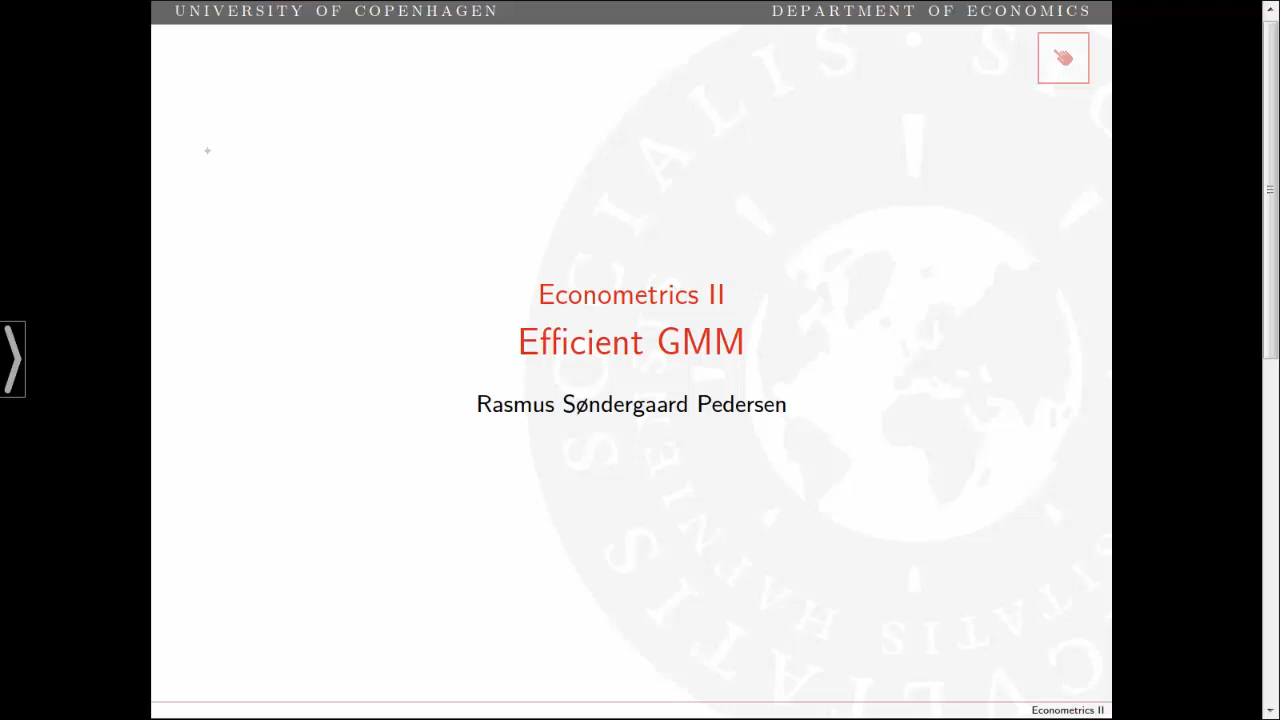 UNIVERSITY OF COPENHAGEN
DEPARTMENT OF ECONOMICS
Econometrics II
Efficient GMM
Rasmus Søndergaard Pedersen
Econometrics II